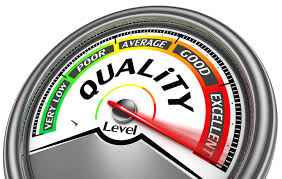 VERY LOW
POOR
AVERAGE
GOOD
EXCELLENT
QUALITY
Level